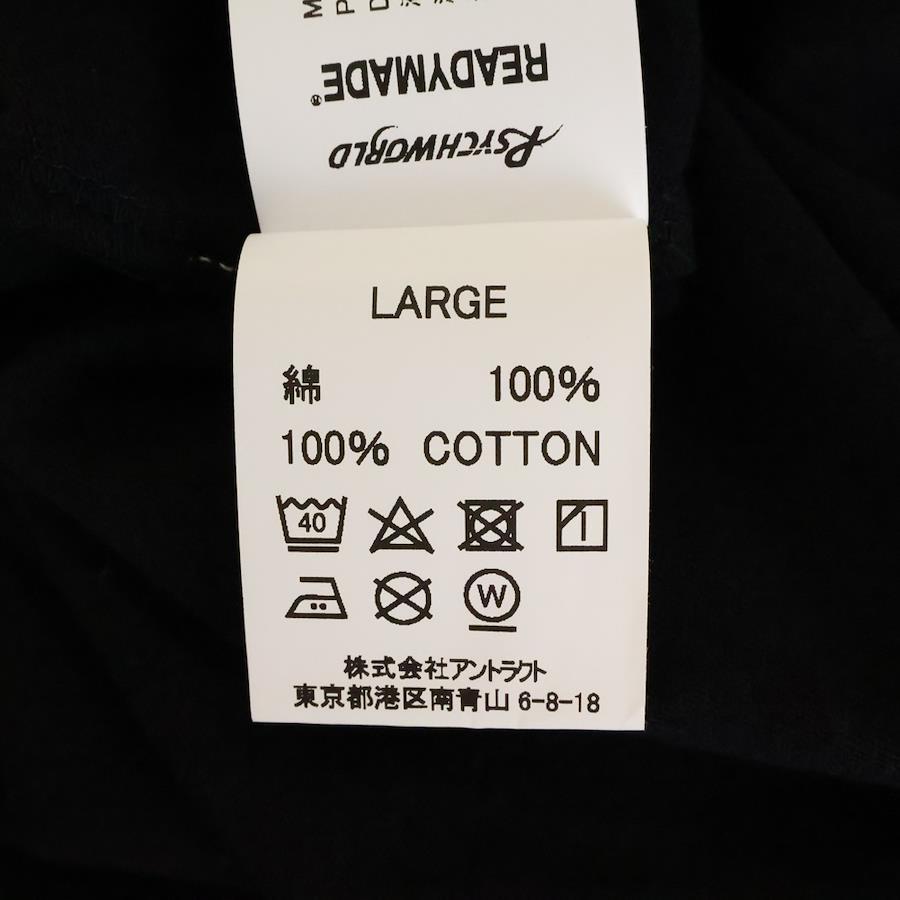 READYMADE®
PSYCHWORLD
LARGE
綿 100%
100% COTTON
40
W
株式会社アントラクト
東京都港区南青山 6-8-18